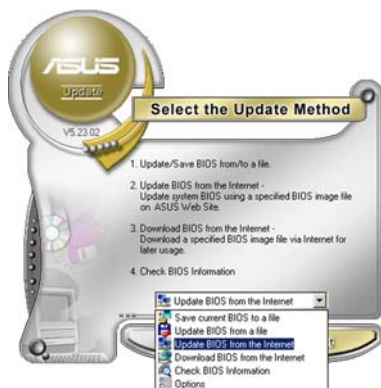 ASUS
Update
V5.23.02
Select the Update Method
1. Update/Save BIOS from/to a file.
2. Update BIOS from the Internet -
Update system BIOS using a specified BIOS image file
on ASUS Web Site.
3. Download BIOS from the Internet -
Download a specified BIOS image file via Internet for
later usage.
4. Check BIOS Information
Update BIOS from the Internet
Save current BIOS to a file
Update BIOS from a file
Update BIOS from the Internet
Download BIOS from the Internet
Check BIOS Information
Options